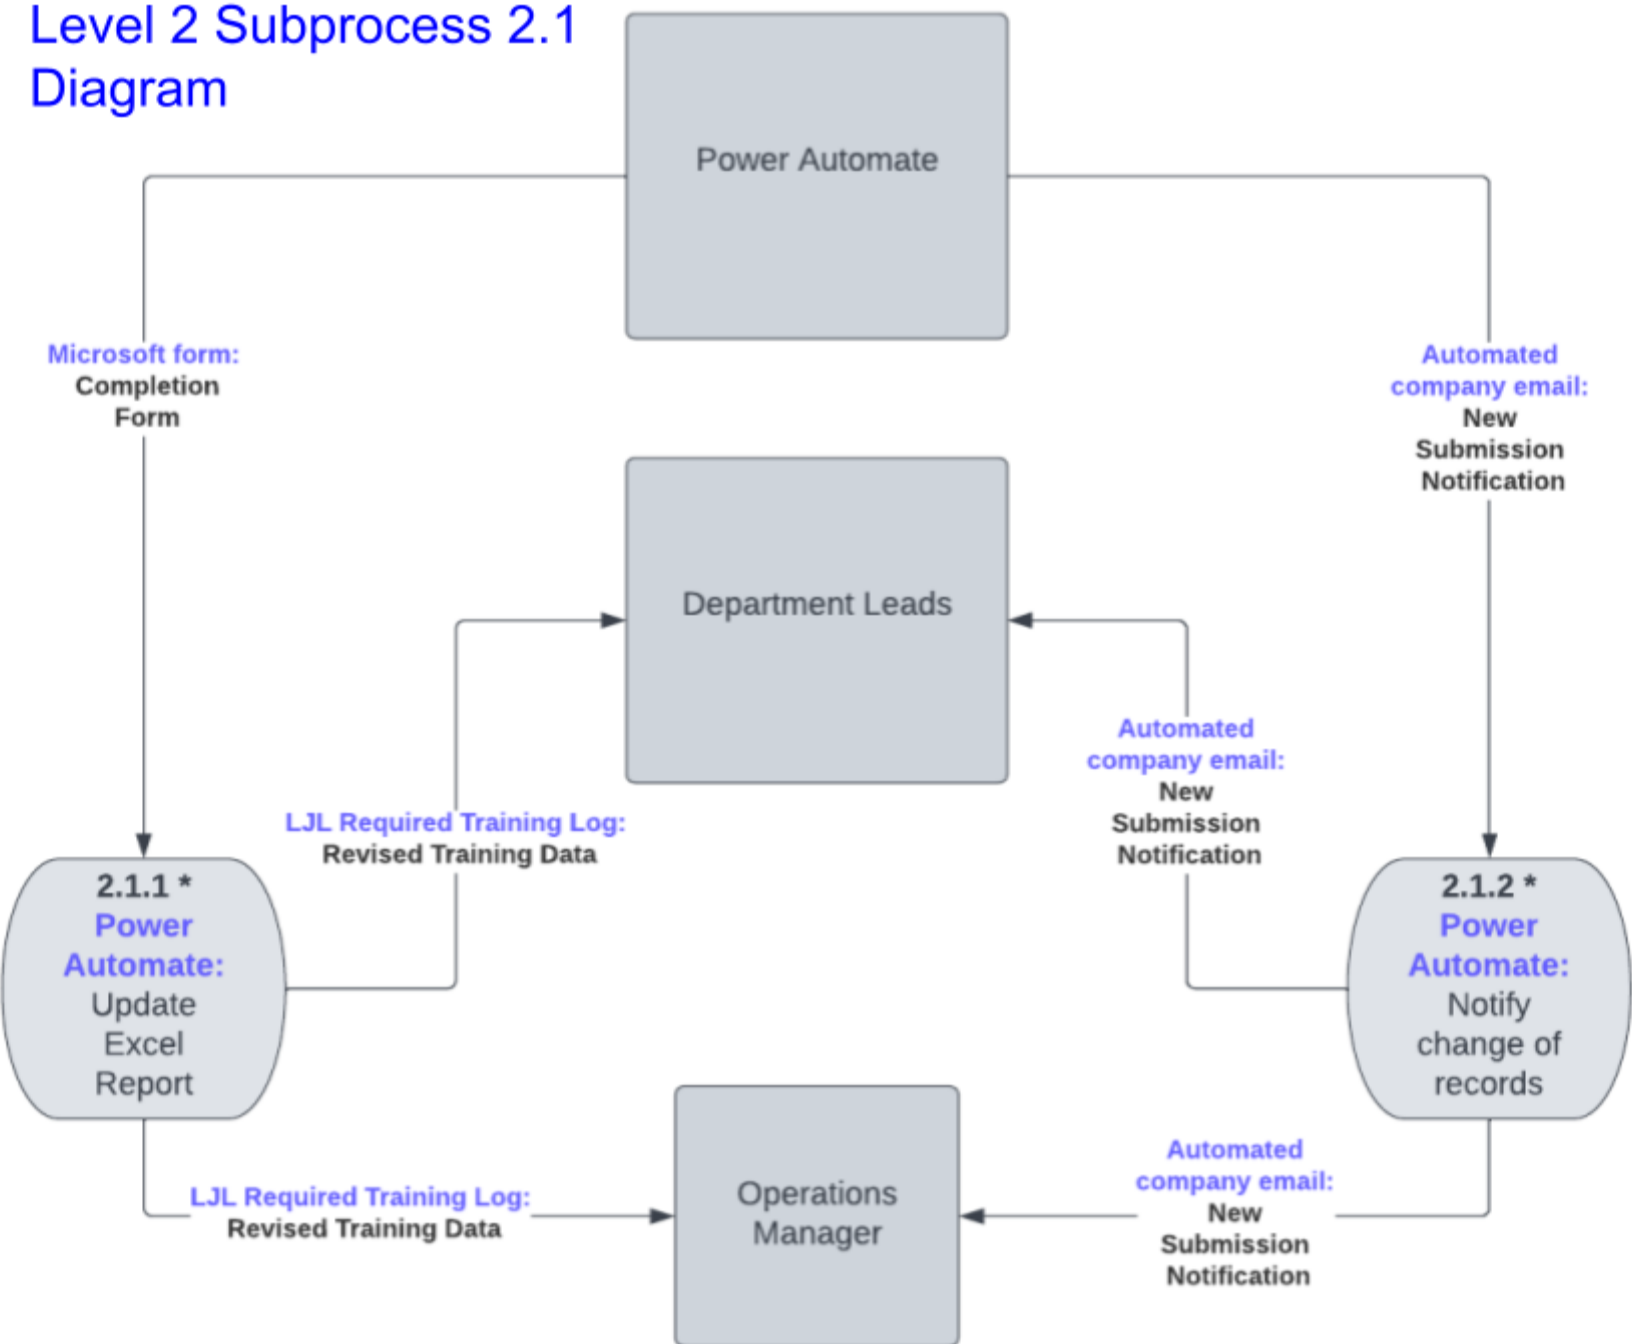 Level 2 Subprocess 2.1
Diagram
Power Automate
Microsoft form:
Completion
Form
Automated
company email:
New
Submission
Notification
Department Leads
Automated
company email:
New
Submission
Notification
LJL Required Training Log:
Revised Training Data
2.1.1 *
Power
Automate:
Update
Excel
Report
2.1.2 *
Power
Automate:
Notify
change of
records
LJL Required Training Log:
Revised Training Data
Operations
Manager
Automated
company email:
New
Submission
Notification